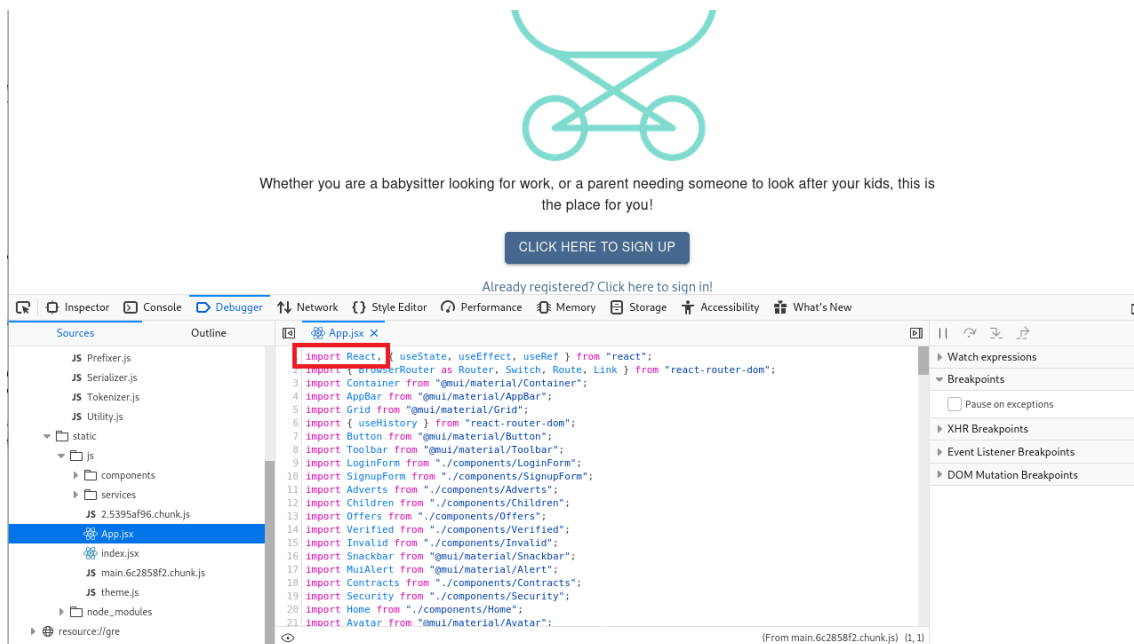 Whether you are a babysitter looking for work, or a parent needing someone to look after your kids, this is
the place for you!
CLICK HERE TO SIGN UP
Already registered? Click here to sign in!
Inspector Console Debugger Network {} Style Editor Performance Memory Storage Accessibility What's New
Sources Outline App.jsx
JS Prefixer.js
JS Serializer.js
JS Tokenizer.js
JS Utility.js
static
js
components
services
JS 2.5395af96.chunk.js
App.jsx
index.jsx
JS main.6c2858f2.chunk.js
JS theme.js
node_modules
resource://gre
import React, { useState, useEffect, useRef } from "react";
2 import { BrowserRouter as Router, Switch, Route, Link } from "react-router-dom";
3 import Container from "@mui/material/Container";
4 import AppBar from "@mui/material/AppBar";
5 import Grid from "@mui/material/Grid";
6 import { useHistory } from "react-router-dom";
7 import Button from "@mui/material/Button";
8 import Toolbar from "@mui/material/Toolbar";
9 import LoginForm from "./components/LoginForm";
10 import SignupForm from "./components/SignupForm";
11 import Adverts from "./components/Adverts";
12 import Children from "./components/Children";
13 import Offers from "./components/Offers";
14 import Verified from "./components/Verified";
15 import Invalid from "./components/Invalid";
16 import Snackbar from "@mui/material/Snackbar";
17 import MuiAlert from "@mui/material/Alert";
18 import Contracts from "./components/Contracts";
19 import Security from "./components/Security";
20 import Home from "./components/Home";
21 import Avatar from "@mui/material/Avatar";
(From main.6c2858f2.chunk.js) (1, 1)
Watch expressions
Breakpoints
Pause on exceptions
XHR Breakpoints
Event Listener Breakpoints
DOM Mutation Breakpoints